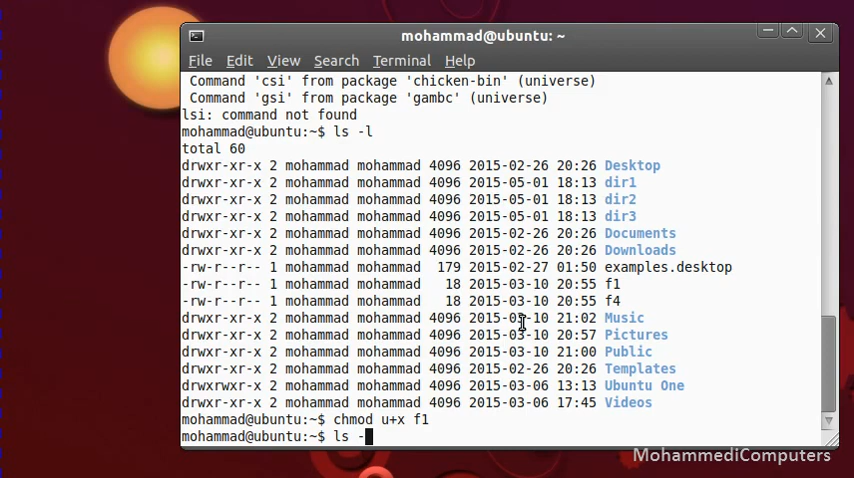 mohammad@ubuntu: ~
File Edit View Search Terminal Help
Command 'csi' from package 'chicken-bin' (universe)
Command 'gsi' from package 'gambc' (universe)
lsi: command not found
mohammad@ubuntu:~$ ls -l
total 60
drwxr-xr-x 2 mohammad mohammad 4096 2015-02-26 20:26 Desktop
drwxr-xr-x 2 mohammad mohammad 4096 2015-05-01 18:13 dir1
drwxr-xr-x 2 mohammad mohammad 4096 2015-05-01 18:13 dir2
drwxr-xr-x 2 mohammad mohammad 4096 2015-05-01 18:13 dir3
drwxr-xr-x 2 mohammad mohammad 4096 2015-02-26 20:26 Documents
drwxr-xr-x 2 mohammad mohammad 4096 2015-02-26 20:26 Downloads
-rw-r--r-- 1 mohammad mohammad 179 2015-02-27 01:50 examples.desktop
-rw-r--r-- 1 mohammad mohammad 18 2015-03-10 20:55 f1
-rw-r--r-- 1 mohammad mohammad 18 2015-03-10 20:55 f4
drwxr-xr-x 2 mohammad mohammad 4096 2015-03-10 21:02 Music
drwxr-xr-x 2 mohammad mohammad 4096 2015-03-10 20:57 Pictures
drwxr-xr-x 2 mohammad mohammad 4096 2015-03-10 21:00 Public
drwxr-xr-x 2 mohammad mohammad 4096 2015-02-26 20:26 Templates
drwxrwxr-x 2 mohammad mohammad 4096 2015-03-06 13:13 Ubuntu One
drwxr-xr-x 2 mohammad mohammad 4096 2015-03-06 17:45 Videos
mohammad@ubuntu:~$ chmod u+x f1
mohammad@ubuntu:~$ ls -
MohammediComputers